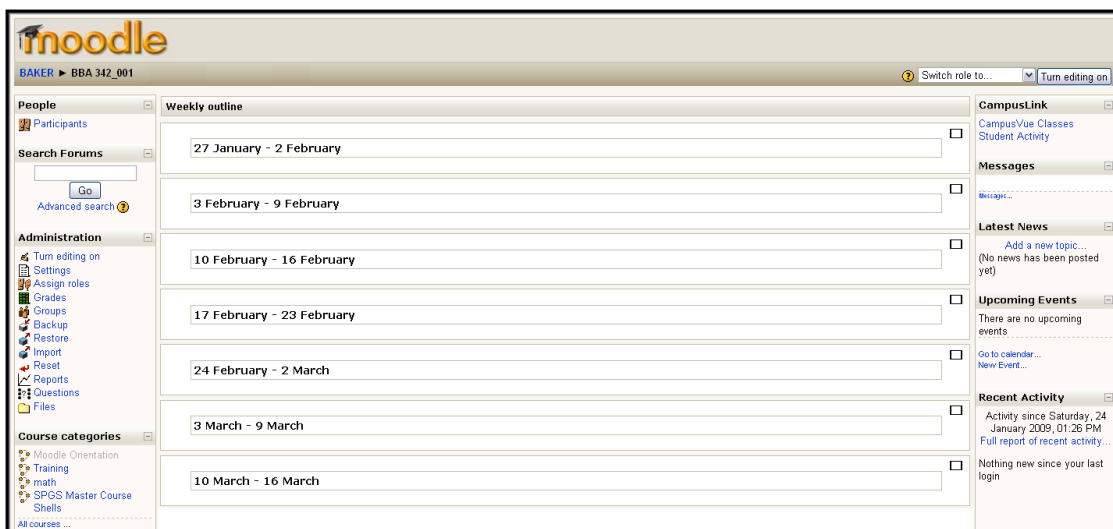 moodle
BAKER ► BBA 342_001
Switch role to...
Turn editing on
People
Participants
Search Forums
Go
Advanced search
Administration
Turn editing on
Settings
Assign roles
Grades
Groups
Backup
Restore
Import
Reset
Reports
Questions
Files
Course categories
Moodle Orientation
Training
math
SPGS Master Course
Shells
All courses ...
Weekly outline
27 January - 2 February
3 February - 9 February
10 February - 16 February
17 February - 23 February
24 February - 2 March
3 March - 9 March
10 March - 16 March
CampusLink
CampusVue Classes
Student Activity
Messages
Messages...
Latest News
Add a new topic...
(No news has been posted
yet)
Upcoming Events
There are no upcoming
events
Go to calendar...
New Event...
Recent Activity
Activity since Saturday, 24
January 2009, 01:26 PM
Full report of recent activity...
Nothing new since your last
login